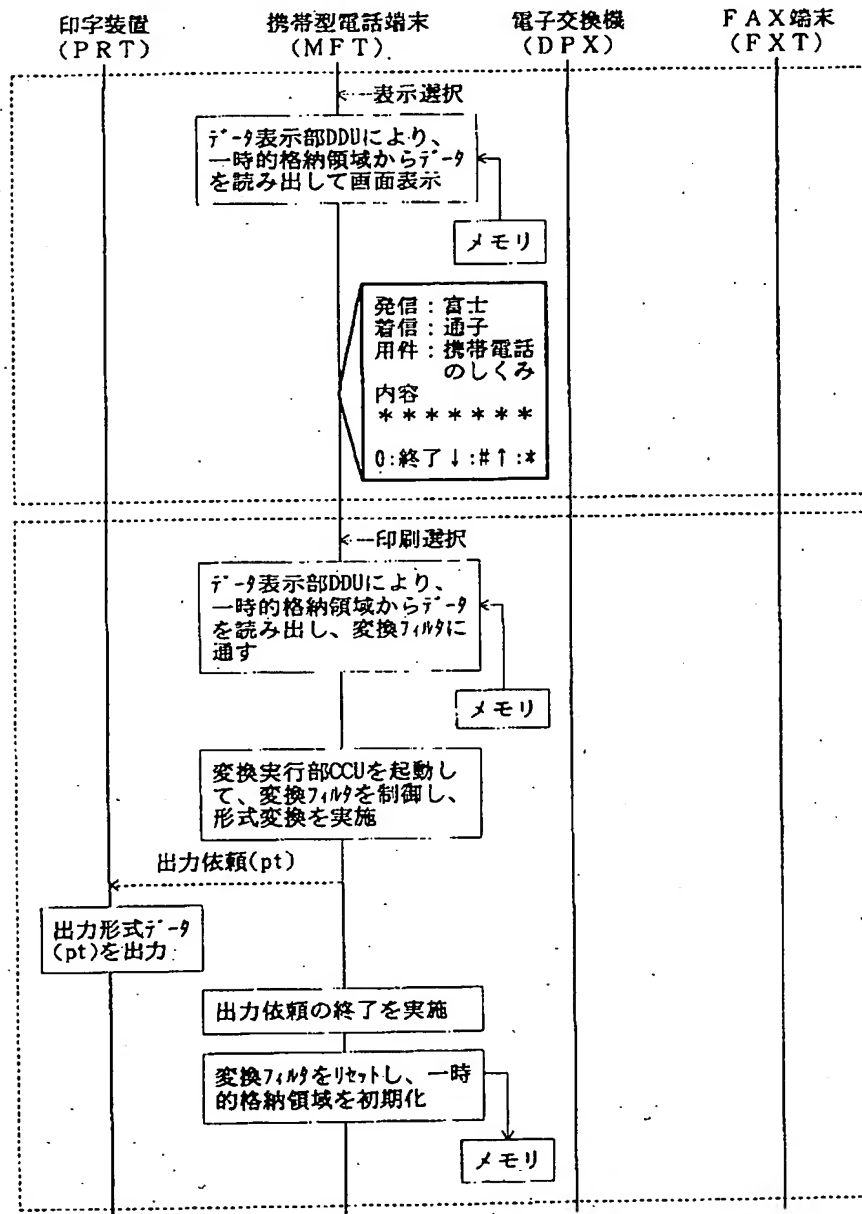 印字装置
(PRT)
携帯型電話端末
(MFT)
電子交換機
(DPX)
FAX端末
(FXT)
表示選択
ﾃﾞｰﾀ表示部DDUにより、
一時的格納領域からﾃﾞｰﾀ
を読み出して画面表示
メモリ
発信：富士
着信：通子
用件：携帯電話
のしくみ
内容
*******
0:終了↓:#↑:*
印刷選択
ﾃﾞｰﾀ表示部DDUにより、
一時的格納領域からﾃﾞｰﾀ
を読み出し、変換ﾌｨﾙﾀに
通す
メモリ
変換実行部CCUを起動し
て、変換ﾌｨﾙﾀを制御し、
形式変換を実施
出力依頼(pt)
出力形式ﾃﾞｰﾀ
(pt)を出力
出力依頼の終了を実施
変換ﾌｨﾙﾀをﾘｾｯﾄし、一時
的格納領域を初期化
メモリ